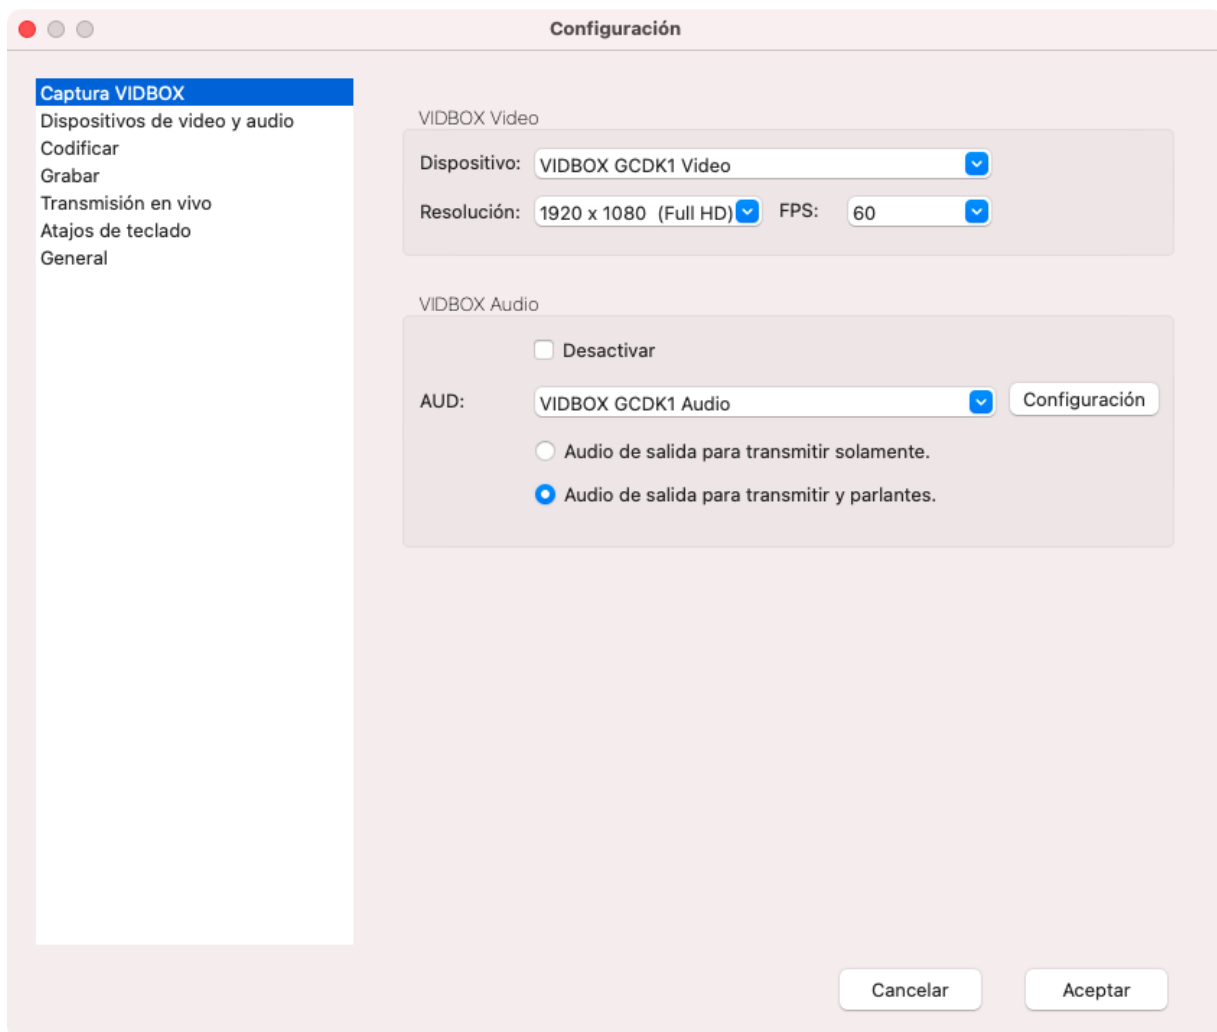 Configuración
Captura VIDBOX
Dispositivos de video y audio
Codificar
Grabar
Transmisión en vivo
Atajos de teclado
General
VIDBOX Video
Dispositivo: VIDBOX GCDK1 Video
Resolución: 1920 x 1080 (Full HD) FPS: 60
VIDBOX Audio
Desactivar
AUD: VIDBOX GCDK1 Audio Configuración
Audio de salida para transmitir solamente.
Audio de salida para transmitir y parlantes.
Cancelar Aceptar